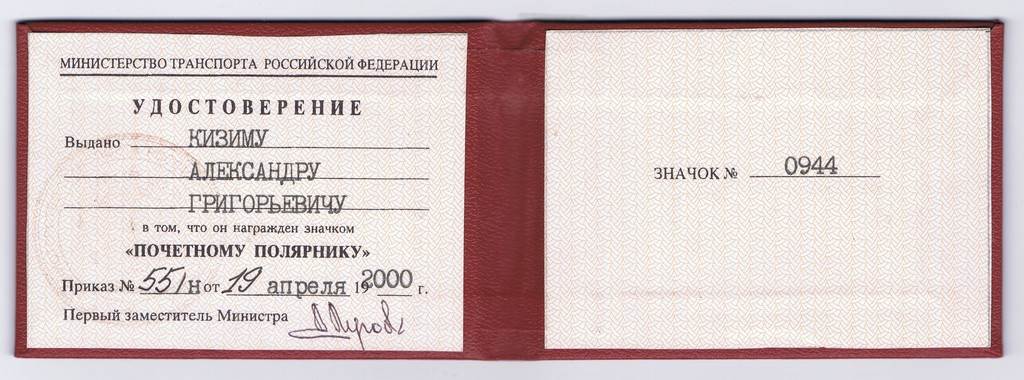 МИНИСТЕРСТВО ТРАНСПОРТА РОССИЙСКОЙ ФЕДЕРАЦИИ
УДОСТОВЕРЕНИЕ
Выдано КИЗИМУ
АЛЕКСАНДРУ
ГРИГОРЬЕВИЧУ
в том, что он награжден значком
«ПОЧЕТНОМУ ПОЛЯРНИКУ»
Приказ № 55/н от 19 апреля 192000 г.
Первый заместитель Министра
ЗНАЧОК № 0944